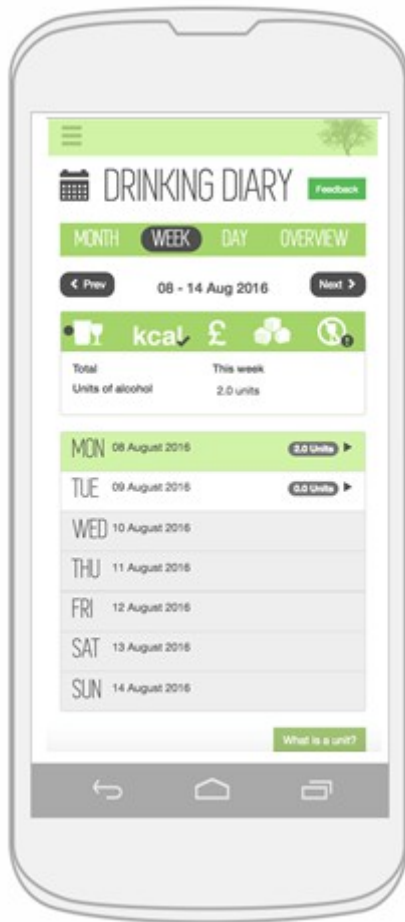 DRINKING DIARY Feedback
MONTH WEEK DAY OVERVIEW
Prev 08 - 14 Aug 2016 Next
kcal £
Total This week
Units of alcohol 2.0 units
MON 08 August 2016 2.0 Units
TUE 09 August 2016 0.0 Units
WED 10 August 2016
THU 11 August 2016
FRI 12 August 2016
SAT 13 August 2016
SUN 14 August 2016
What is a unit?